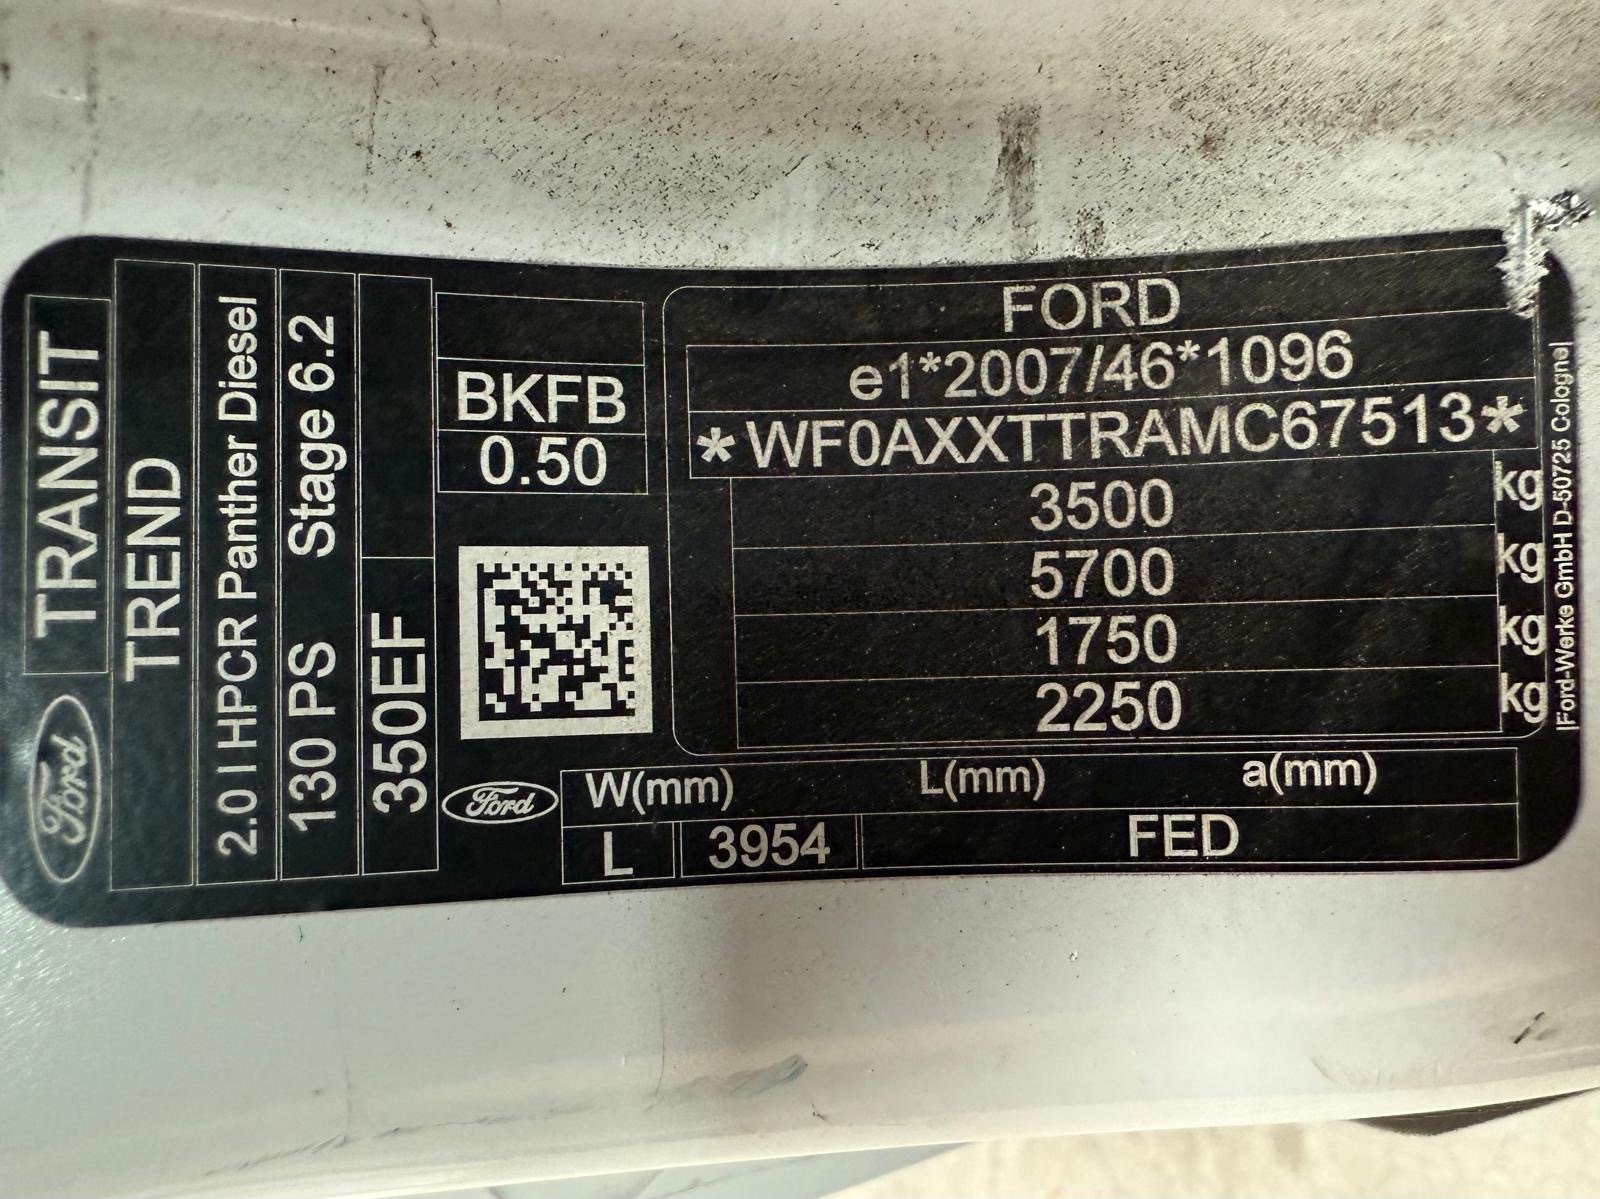 TRANSIT
TREND
2.0 l HPCR Panther Diesel
130 PS Stage 6.2
350EF
Ford
BKFB
0.50
Ford
FORD
e1*2007/46*1096
*WF0AXXTTRAMC67513*
3500 kg
5700 kg
1750 kg
2250 kg
W(mm) L(mm) a(mm)
L 3954 FED
|Ford-Werke GmbH D-50725 Cologne|